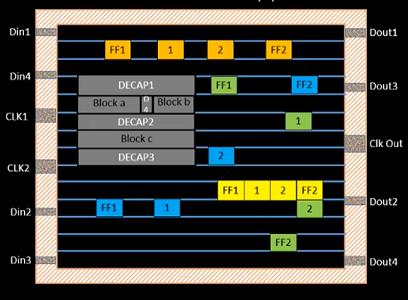 Din1
Dout1
FF1 1 2 FF2
Din4
DECAP1
FF1
FF2
Dout3
Block a
D
4
Block b
CLK1
DECAP2
1
Block c
Clk Out
DECAP3
2
CLK2
FF1 1 2 FF2
Dout2
Din2
FF1
1
2
FF2
Din3
Dout4